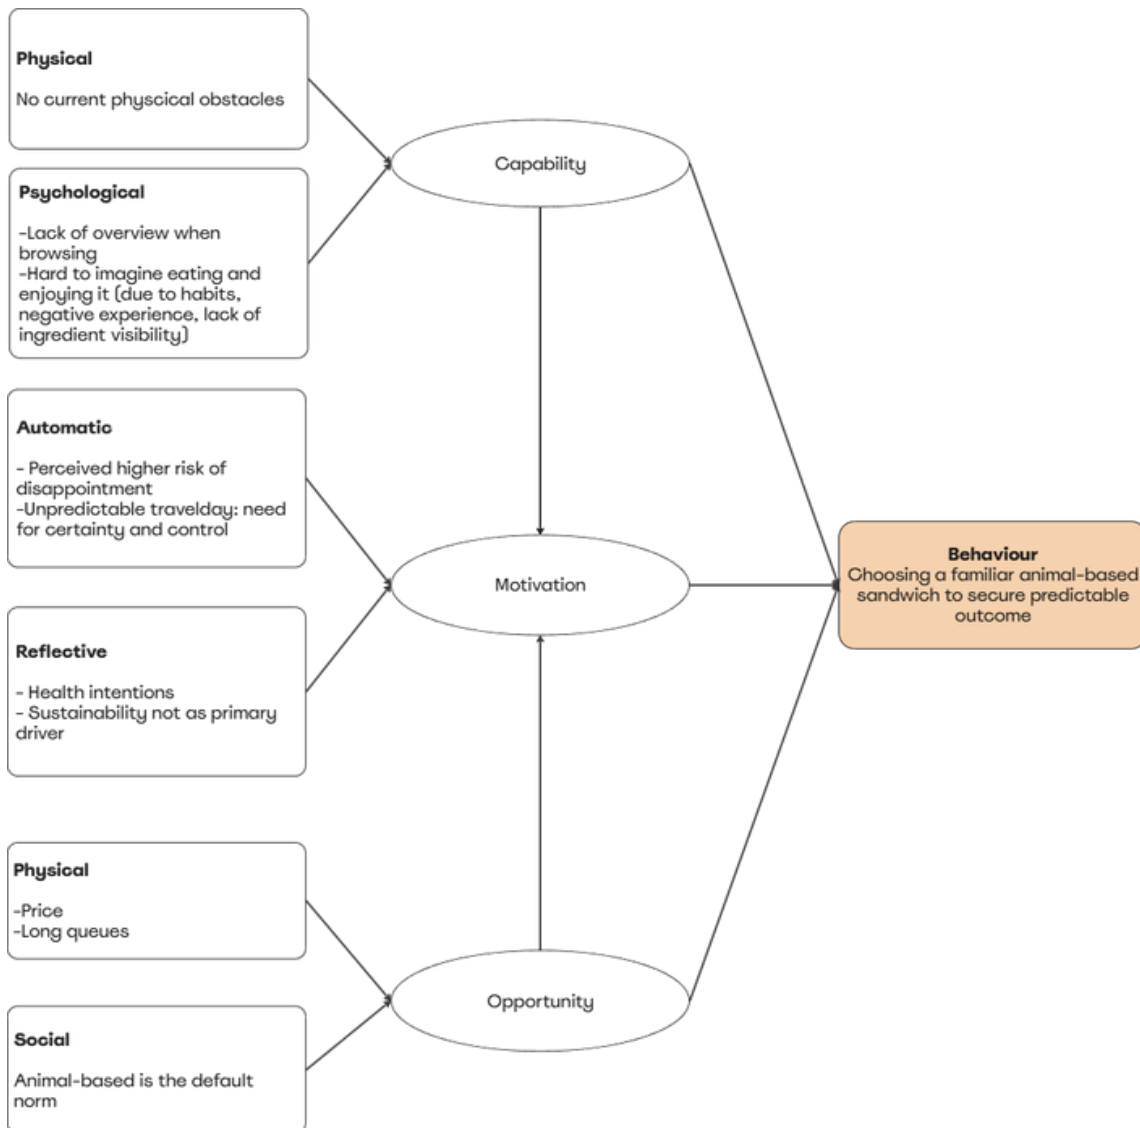 Physical
No current physcical obstacles
Psychological
-Lack of overview when
browsing
-Hard to imagine eating and
enjoying it (due to habits,
negative experience, lack of
ingredient visibility)
Capability
Automatic
- Perceived higher risk of
disappointment
-Unpredictable travelday: need
for certainty and control
Reflective
- Health intentions
- Sustainability not as primary
driver
Motivation
Behaviour
Choosing a familiar animal-based
sandwich to secure predictable
outcome
Physical
-Price
-Long queues
Social
Animal-based is the default
norm
Opportunity